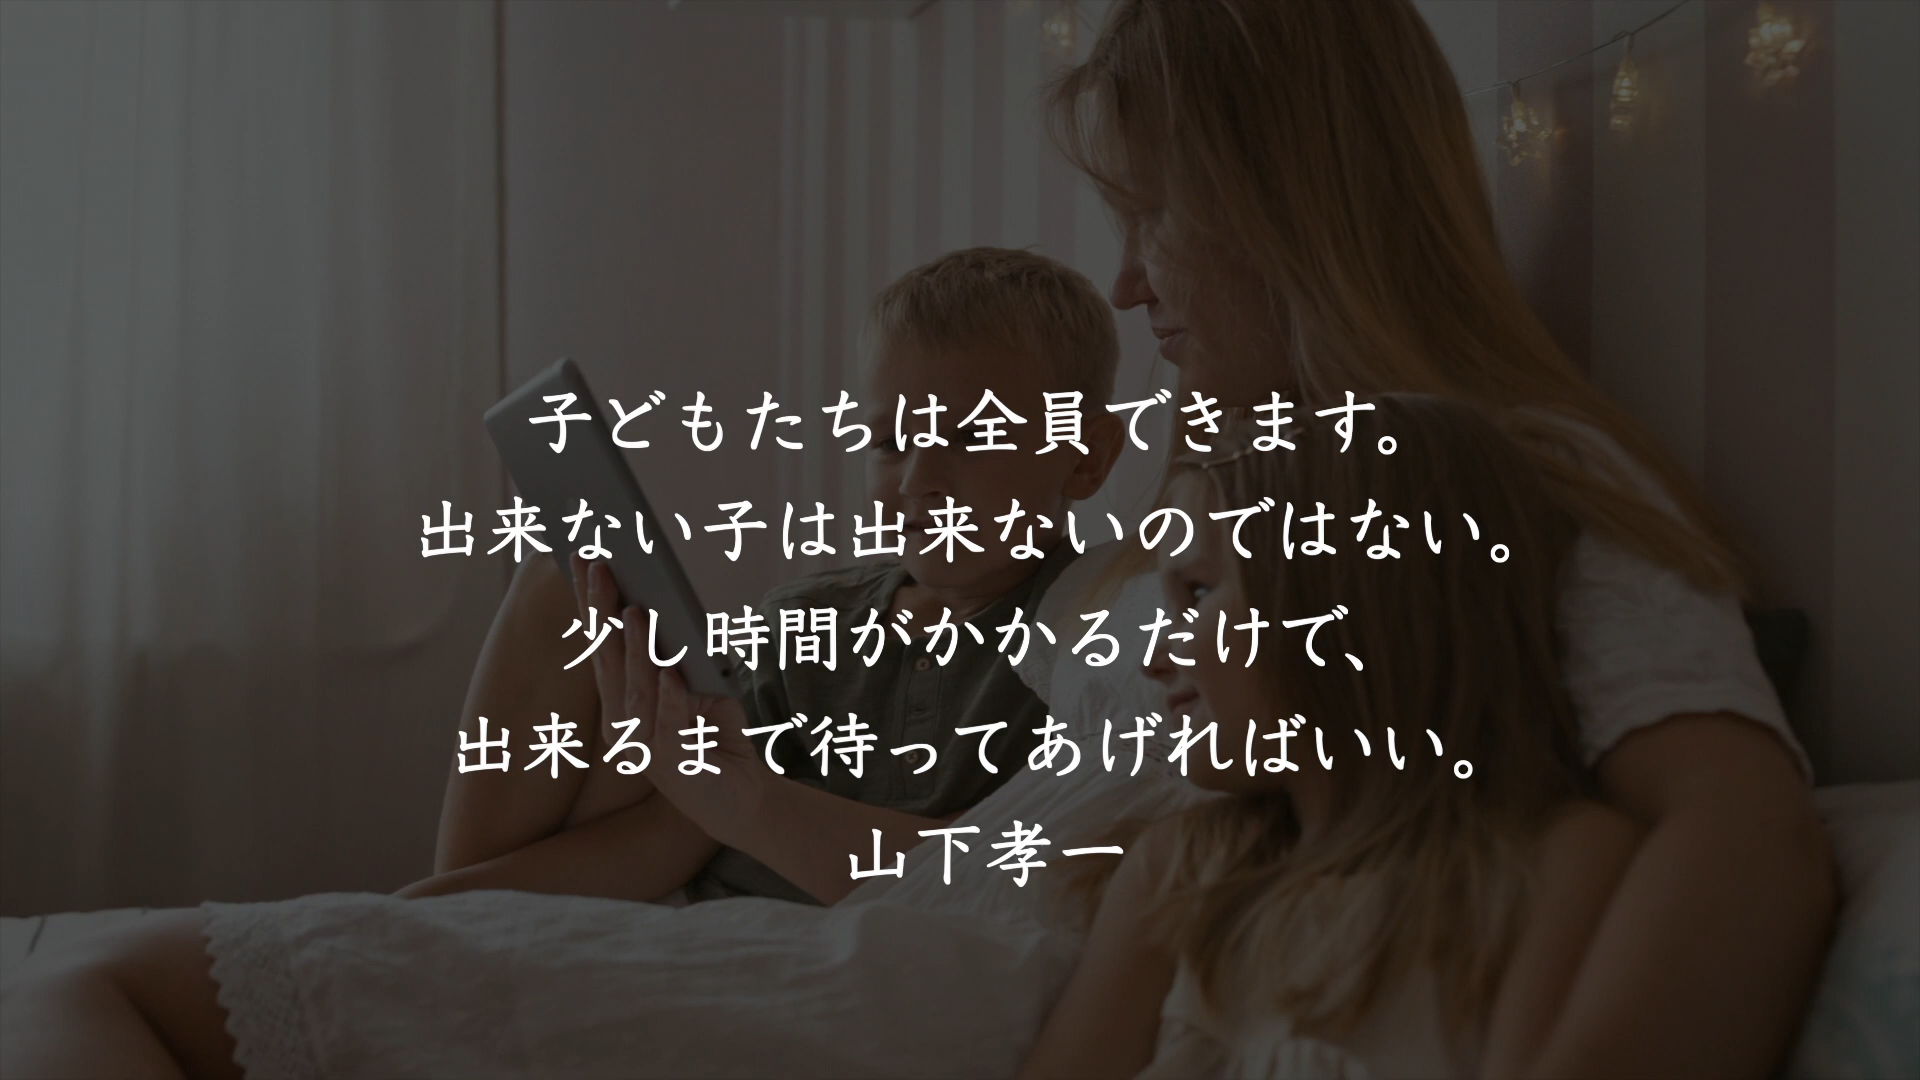 子どもたちは全員できます。
出来ない子は出来ないのではない。
少し時間がかかるだけで、
出来るまで待ってあげればいい。
山下孝一